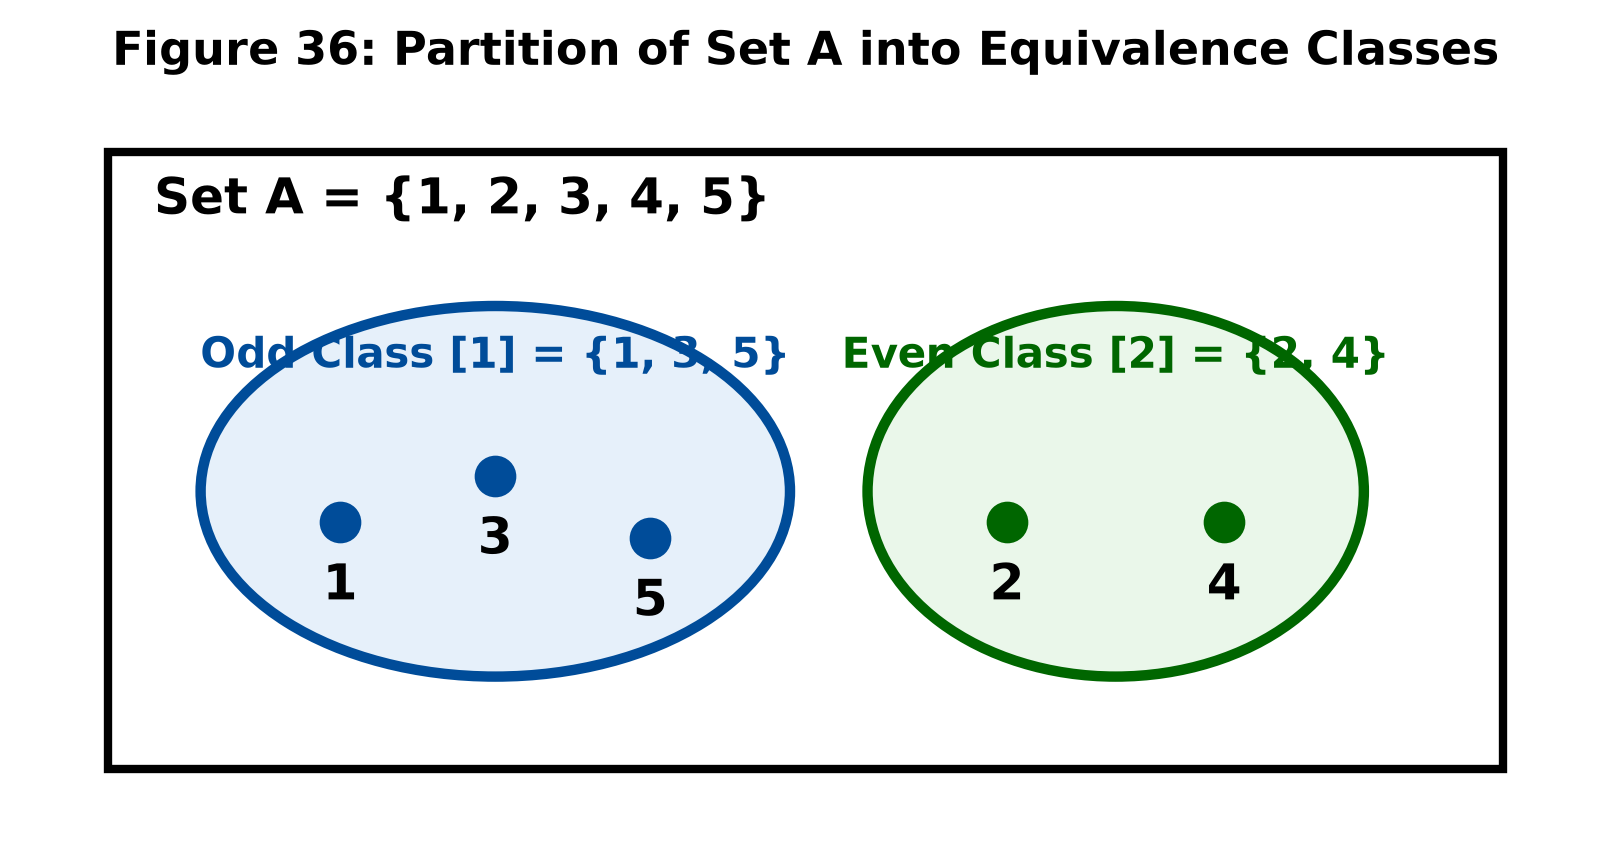 Figure 36: Partition of Set A into Equivalence Classes
Set A = {1, 2, 3, 4, 5}
Odd Class [1] = {1, 3, 5}
Even Class [2] = {2, 4}
3
1
5
2
4